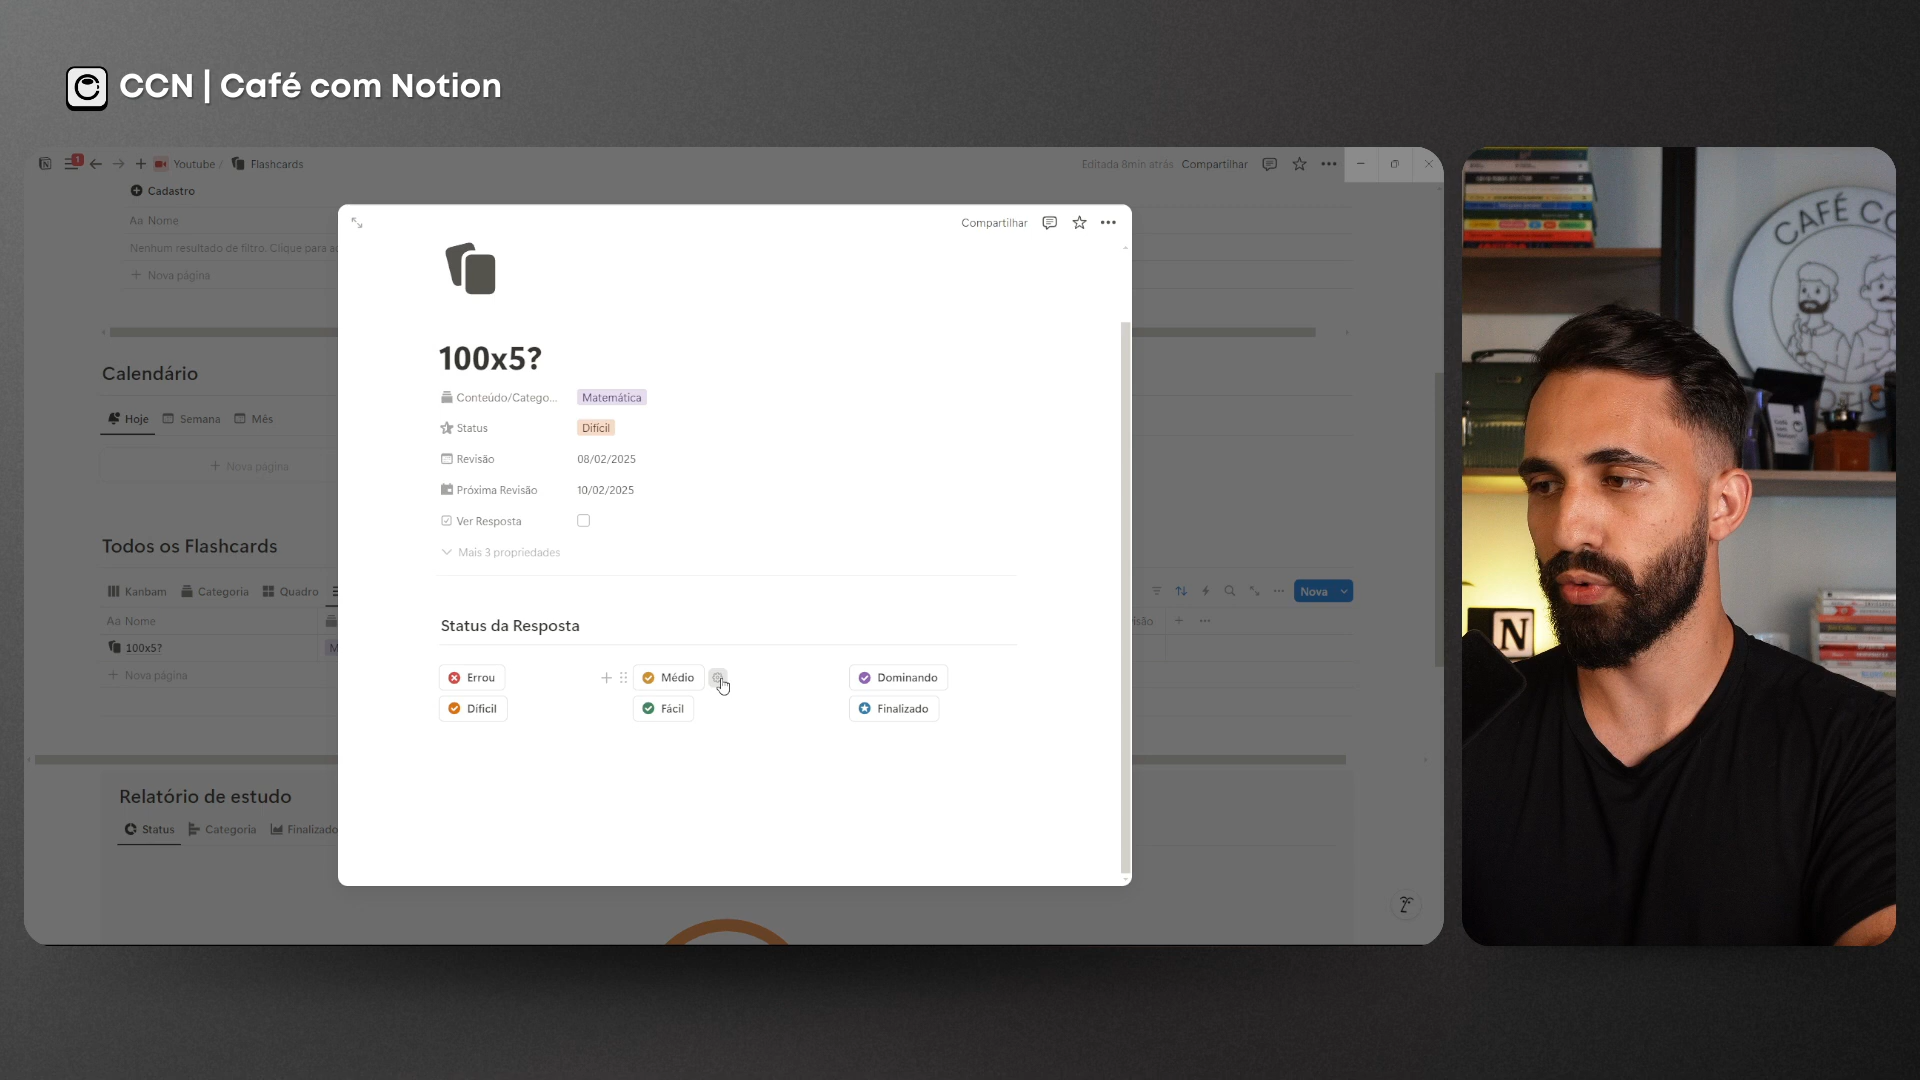 CCN | Café com Notion
1
Youtube / Flashcards
Editada 8min atrás Compartilhar
Cadastro
Aa Nome
Nenhum resultado de filtro. Clique para a
+ Nova página
Calendário
Hoje Semana Mês
+ Nova página
Todos os Flashcards
Kanbam Categoria Quadro
Nova
Aa Nome
são
100x5?
M
+ Nova página
Relatório de estudo
Status Categoria Finalizado
Compartilhar
100x5?
Conteúdo/Catego... Matemática
Status Difícil
Revisão 08/02/2025
Próxima Revisão 10/02/2025
Ver Resposta
Mais 3 propriedades
Status da Resposta
Errou Médio Dominando
Difícil Fácil Finalizado
CAFÉ CO
N